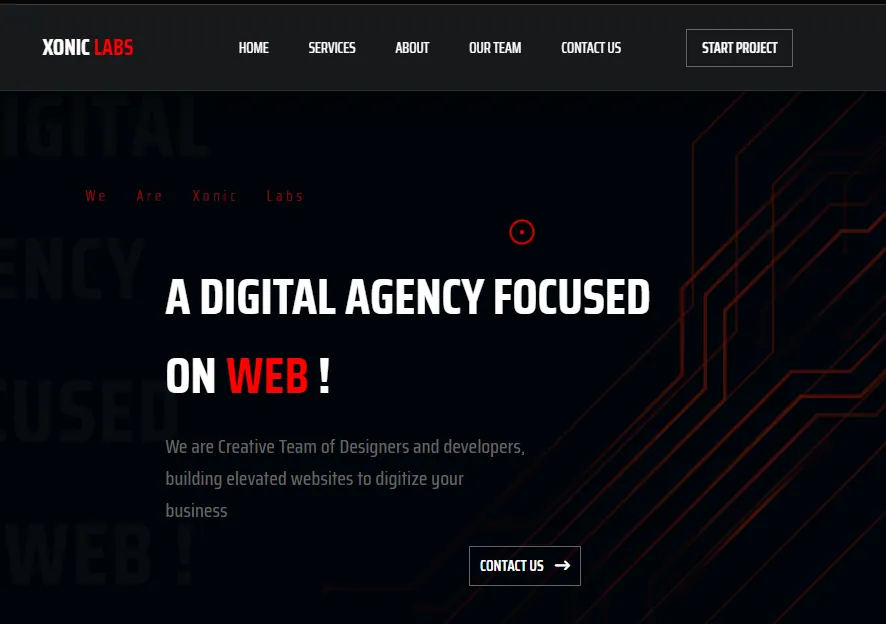 XONIC LABS
HOME
SERVICES
ABOUT
OUR TEAM
CONTACT US
START PROJECT
IGITAL
We Are Xonic Labs
ENCY
A DIGITAL AGENCY FOCUSED
ON WEB !
CUSED
We are Creative Team of Designers and developers,
building elevated websites to digitize your
business
WEB !
CONTACT US